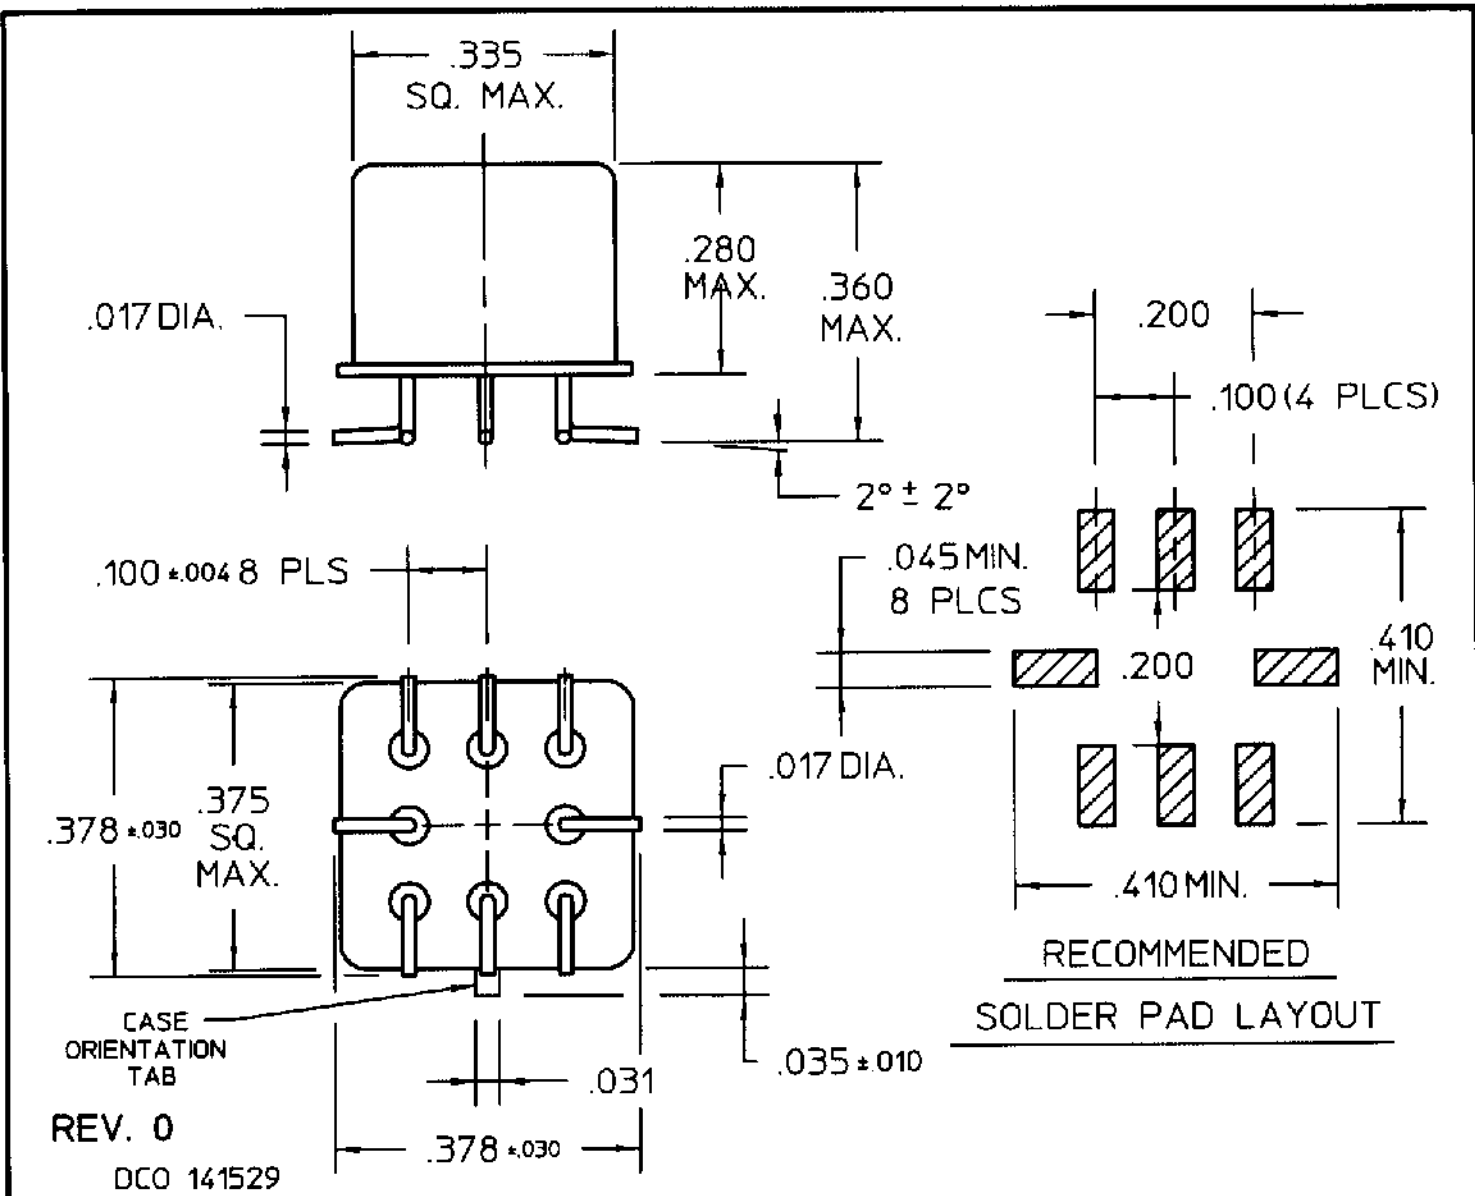 .335
SQ. MAX.
.280
MAX.
.360
MAX.
.017 DIA.
.200
.100 (4 PLCS)
2° ± 2°
.100 ±.004 8 PLS
.045 MIN.
8 PLCS
.410
MIN.
.200
.017 DIA.
.375
SQ.
MAX.
.378 ±.030
.410 MIN.
RECOMMENDED
SOLDER PAD LAYOUT
CASE
ORIENTATION
TAB
.035 ±.010
.031
REV. 0
.378 ±.030
DCO 141529